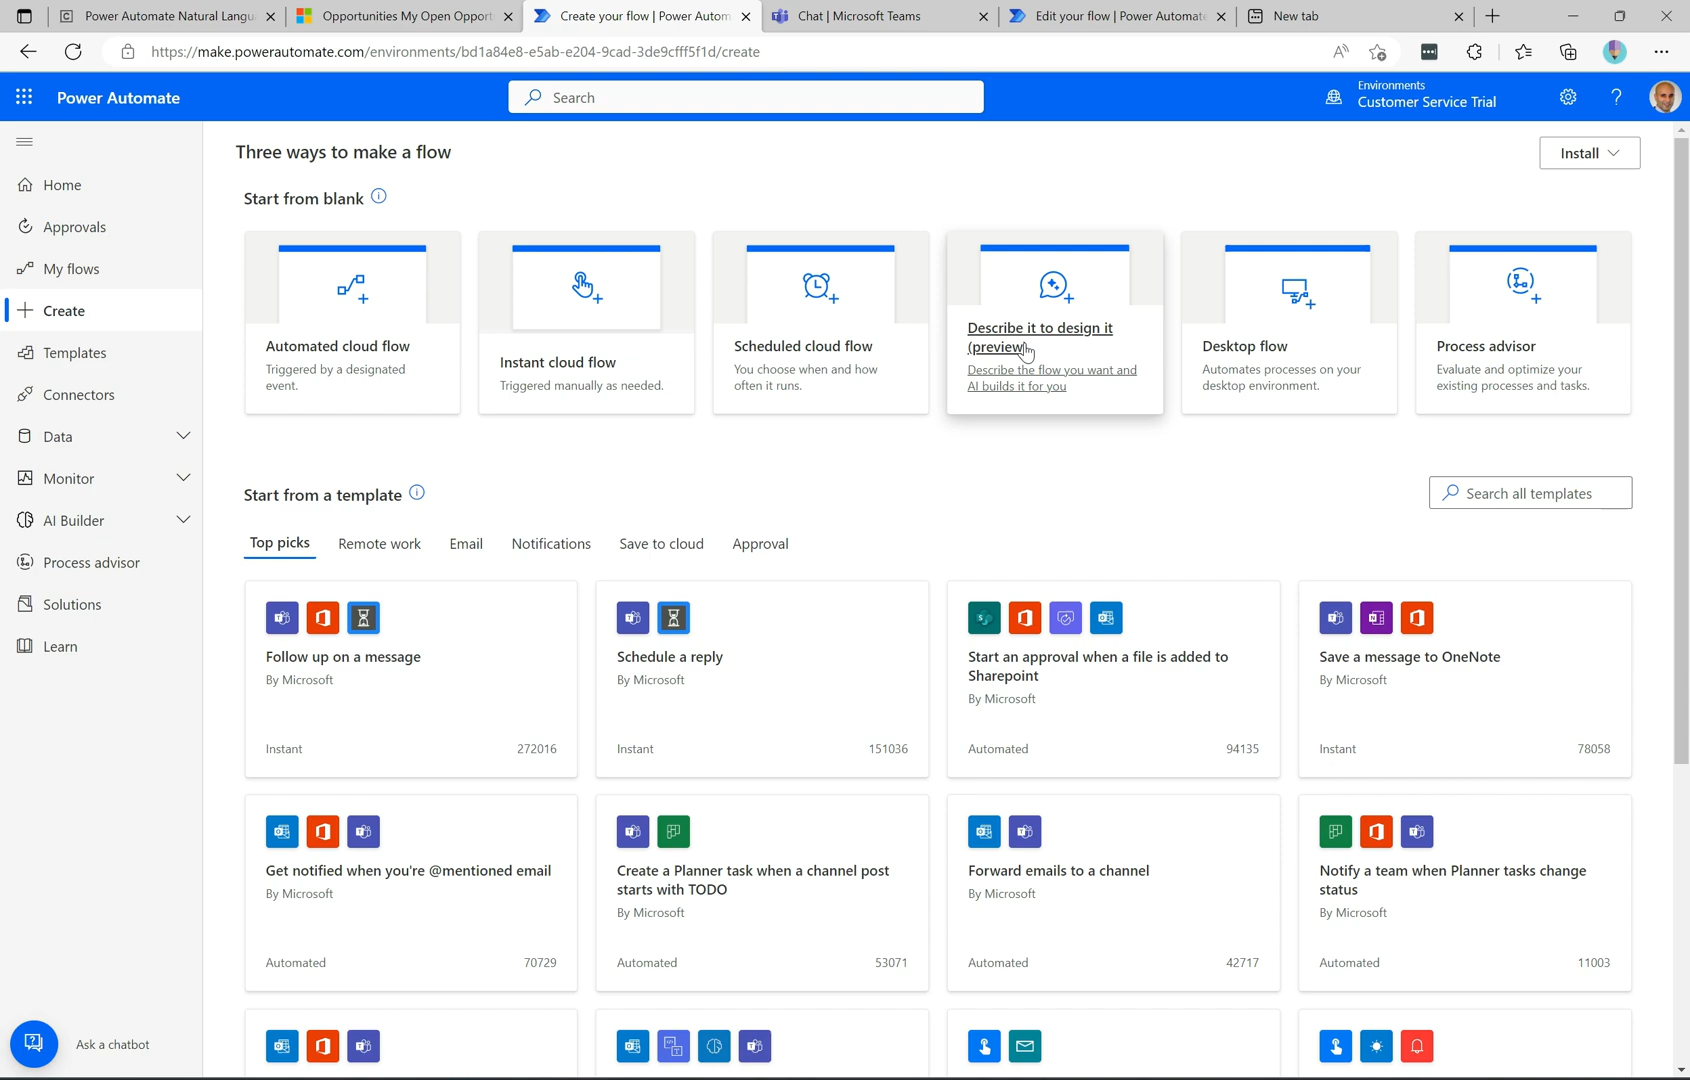 Power Automate Natural Langu
Opportunities My Open Opport
Create your flow | Power Autom
Chat | Microsoft Teams
Edit your flow | Power Automate
New tab
https://make.powerautomate.com/environments/bd1a84e8-e5ab-e204-9cad-3de9cfff5f1d/create
Power Automate
Search
Environments
Customer Service Trial
Home
Approvals
My flows
Create
Templates
Connectors
Data
Monitor
AI Builder
Process advisor
Solutions
Learn
Ask a chatbot
Three ways to make a flow
Install
Start from blank
Automated cloud flow
Triggered by a designated
event.
Instant cloud flow
Triggered manually as needed.
Scheduled cloud flow
You choose when and how
often it runs.
Describe it to design it
(preview)
Describe the flow you want and
AI builds it for you
Desktop flow
Automates processes on your
desktop environment.
Process advisor
Evaluate and optimize your
existing processes and tasks.
Start from a template
Search all templates
Top picks
Remote work
Email
Notifications
Save to cloud
Approval
Follow up on a message
By Microsoft
Instant
272016
Schedule a reply
By Microsoft
Instant
151036
Start an approval when a file is added to
Sharepoint
By Microsoft
Automated
94135
Save a message to OneNote
By Microsoft
Instant
78058
Get notified when you're @mentioned email
By Microsoft
Automated
70729
Create a Planner task when a channel post
starts with TODO
By Microsoft
Automated
53071
Forward emails to a channel
By Microsoft
Automated
42717
Notify a team when Planner tasks change
status
By Microsoft
Automated
11003